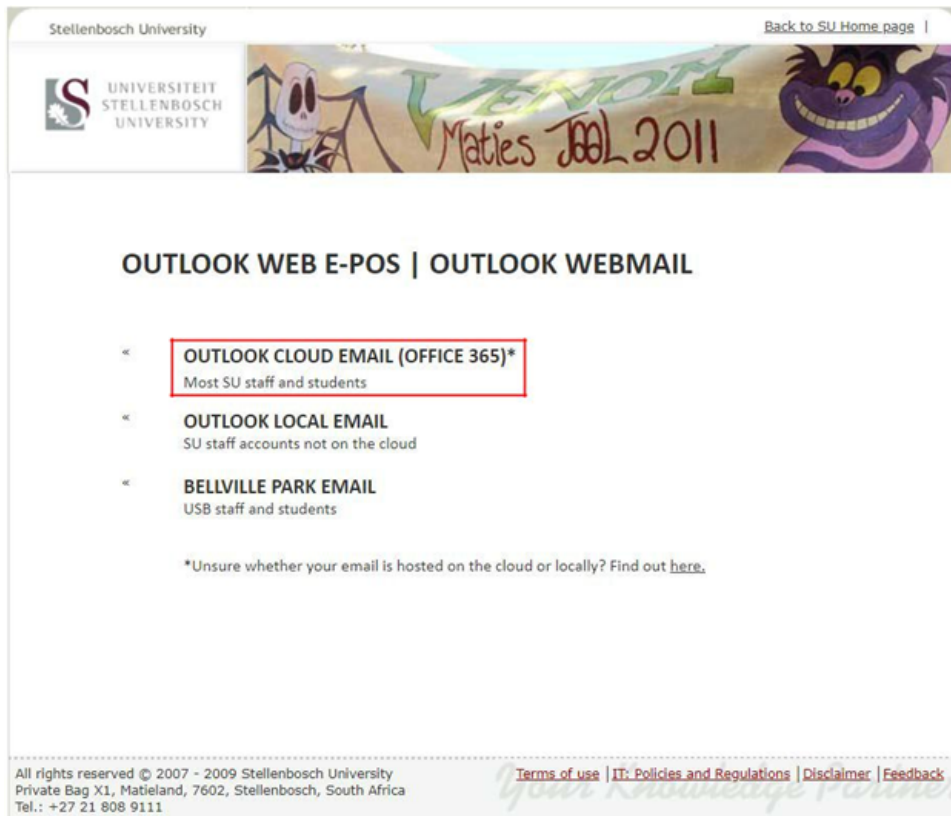 Stellenbosch University
Back to SU Home page |
UNIVERSITEIT
STELLENBOSCH
UNIVERSITY
VENOM
Maties JOOL 2011
OUTLOOK WEB E-POS | OUTLOOK WEBMAIL
« OUTLOOK CLOUD EMAIL (OFFICE 365)*
Most SU staff and students
« OUTLOOK LOCAL EMAIL
SU staff accounts not on the cloud
« BELLVILLE PARK EMAIL
USB staff and students
*Unsure whether your email is hosted on the cloud or locally? Find out here.
All rights reserved © 2007 - 2009 Stellenbosch University
Private Bag X1, Matieland, 7602, Stellenbosch, South Africa
Tel.: +27 21 808 9111
Terms of use | IT: Policies and Regulations | Disclaimer | Feedback
Your Knowledge Partner